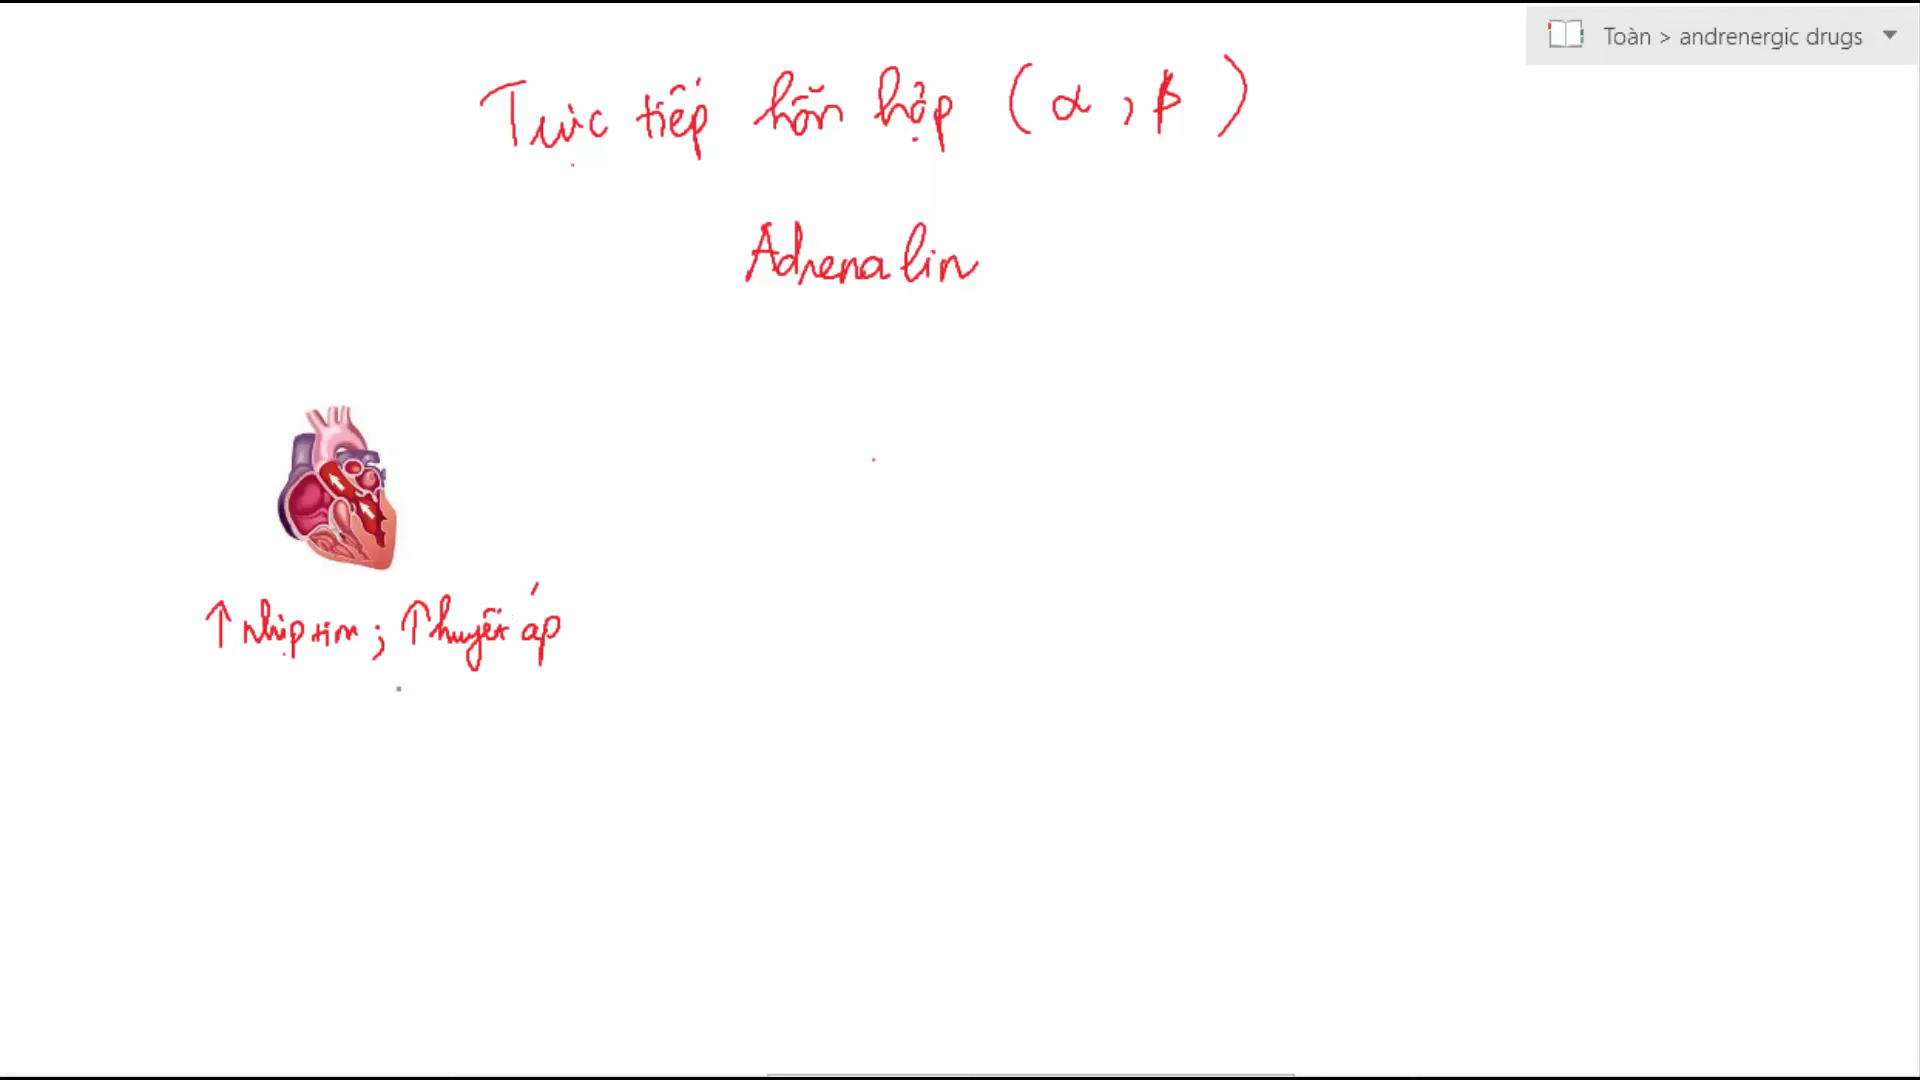 Toàn > andrenergic drugs
Trực tiếp hỗn hợp (α, β)
Adrenalin
↑ nhịp tim; ↑ huyết áp